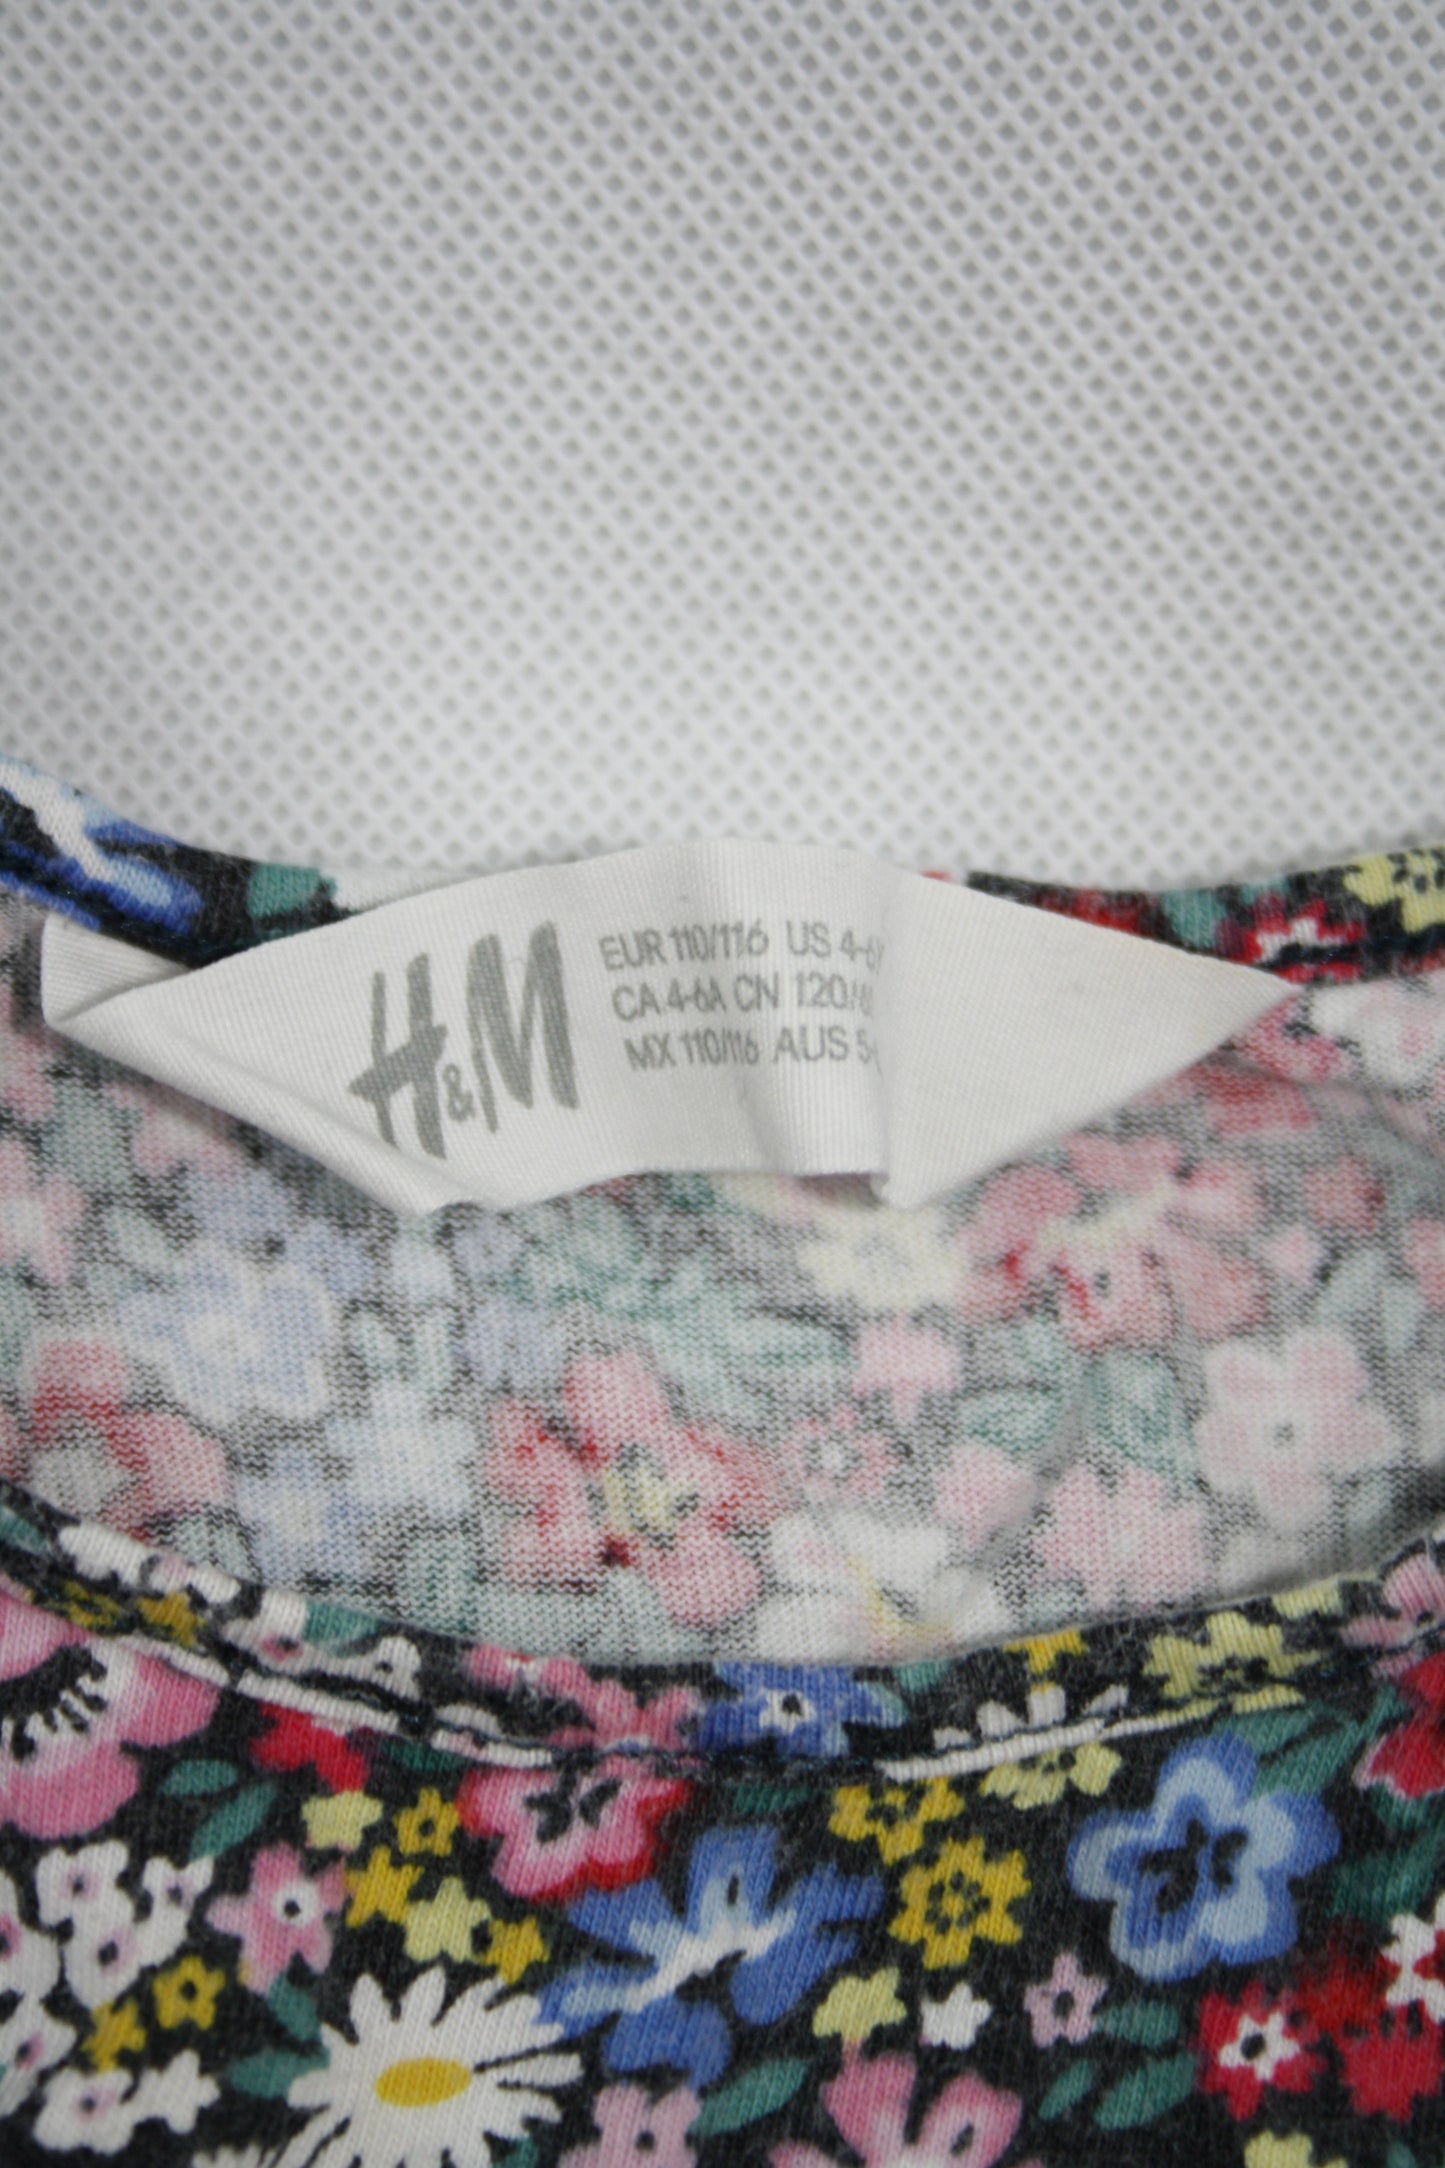 H&M
EUR 110/116 US 4-6
CA 4-6A CN 120
MX 110/116 AUS 5-